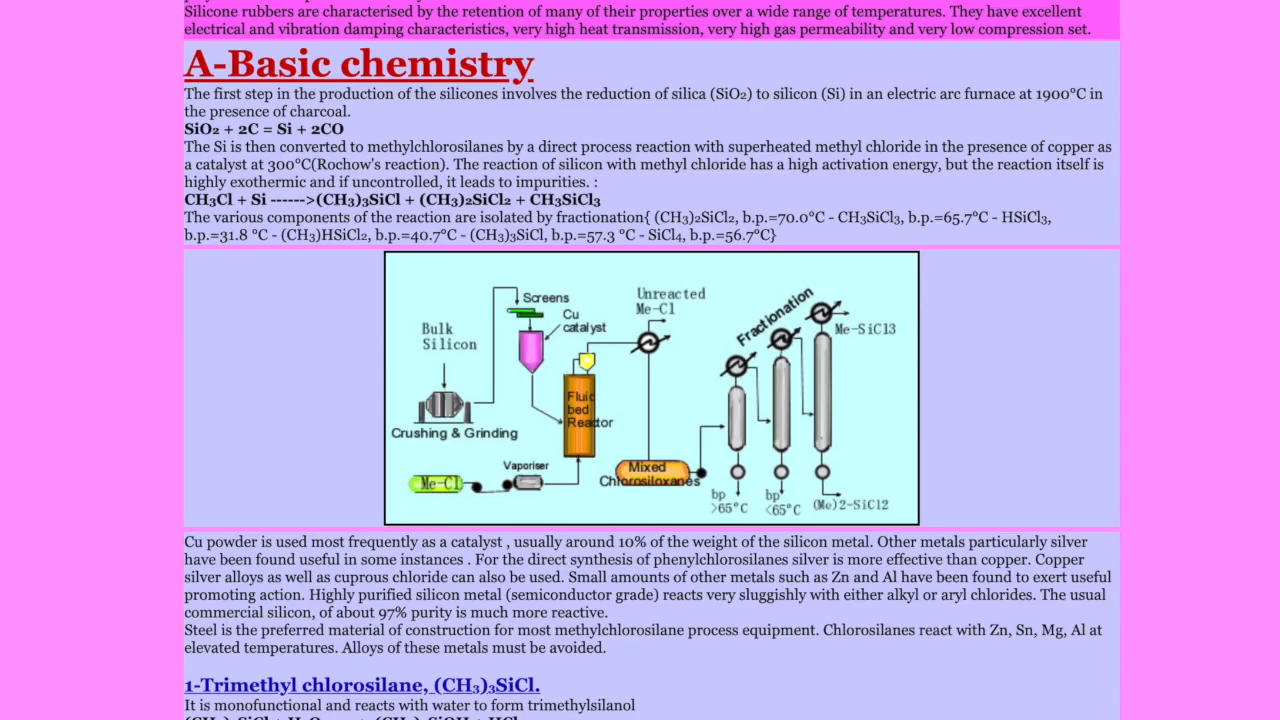 Silicone rubbers are characterised by the retention of many of their properties over a wide range of temperatures. They have excellent
electrical and vibration damping characteristics, very high heat transmission, very high gas permeability and very low compression set.
A-Basic chemistry
The first step in the production of the silicones involves the reduction of silica (SiO2) to silicon (Si) in an electric arc furnace at 1900°C in
the presence of charcoal.
SiO2 + 2C = Si + 2CO
The Si is then converted to methylchlorosilanes by a direct process reaction with superheated methyl chloride in the presence of copper as
a catalyst at 300°C(Rochow's reaction). The reaction of silicon with methyl chloride has a high activation energy, but the reaction itself is
highly exothermic and if uncontrolled, it leads to impurities. :
CH3Cl + Si ------>(CH3)3SiCl + (CH3)2SiCl2 + CH3SiCl3
The various components of the reaction are isolated by fractionation{ (CH3)2SiCl2, b.p.=70.0°C - CH3SiCl3, b.p.=65.7°C - HSiCl3,
b.p.=31.8 °C - (CH3)HSiCl2, b.p.=40.7°C - (CH3)3SiCl, b.p.=57.3 °C - SiCl4, b.p.=56.7°C}
Screens
Unreacted
Me-Cl
Fractionation
Cu
catalyst
Bulk
Silicon
Me-SiCl3
Fluid
bed
Reactor
Crushing & Grinding
Vaporiser
Mixed
Chlorosiloxanes
Me-Cl
bp
>65°C
bp
<65°C
(Me)2-SiCl2
Cu powder is used most frequently as a catalyst , usually around 10% of the weight of the silicon metal. Other metals particularly silver
have been found useful in some instances . For the direct synthesis of phenylchlorosilanes silver is more effective than copper. Copper
silver alloys as well as cuprous chloride can also be used. Small amounts of other metals such as Zn and Al have been found to exert useful
promoting action. Highly purified silicon metal (semiconductor grade) reacts very sluggishly with either alkyl or aryl chlorides. The usual
commercial silicon, of about 97% purity is much more reactive.
Steel is the preferred material of construction for most methylchlorosilane process equipment. Chlorosilanes react with Zn, Sn, Mg, Al at
elevated temperatures. Alloys of these metals must be avoided.
1-Trimethyl chlorosilane, (CH3)3SiCl.
It is monofunctional and reacts with water to form trimethylsilanol